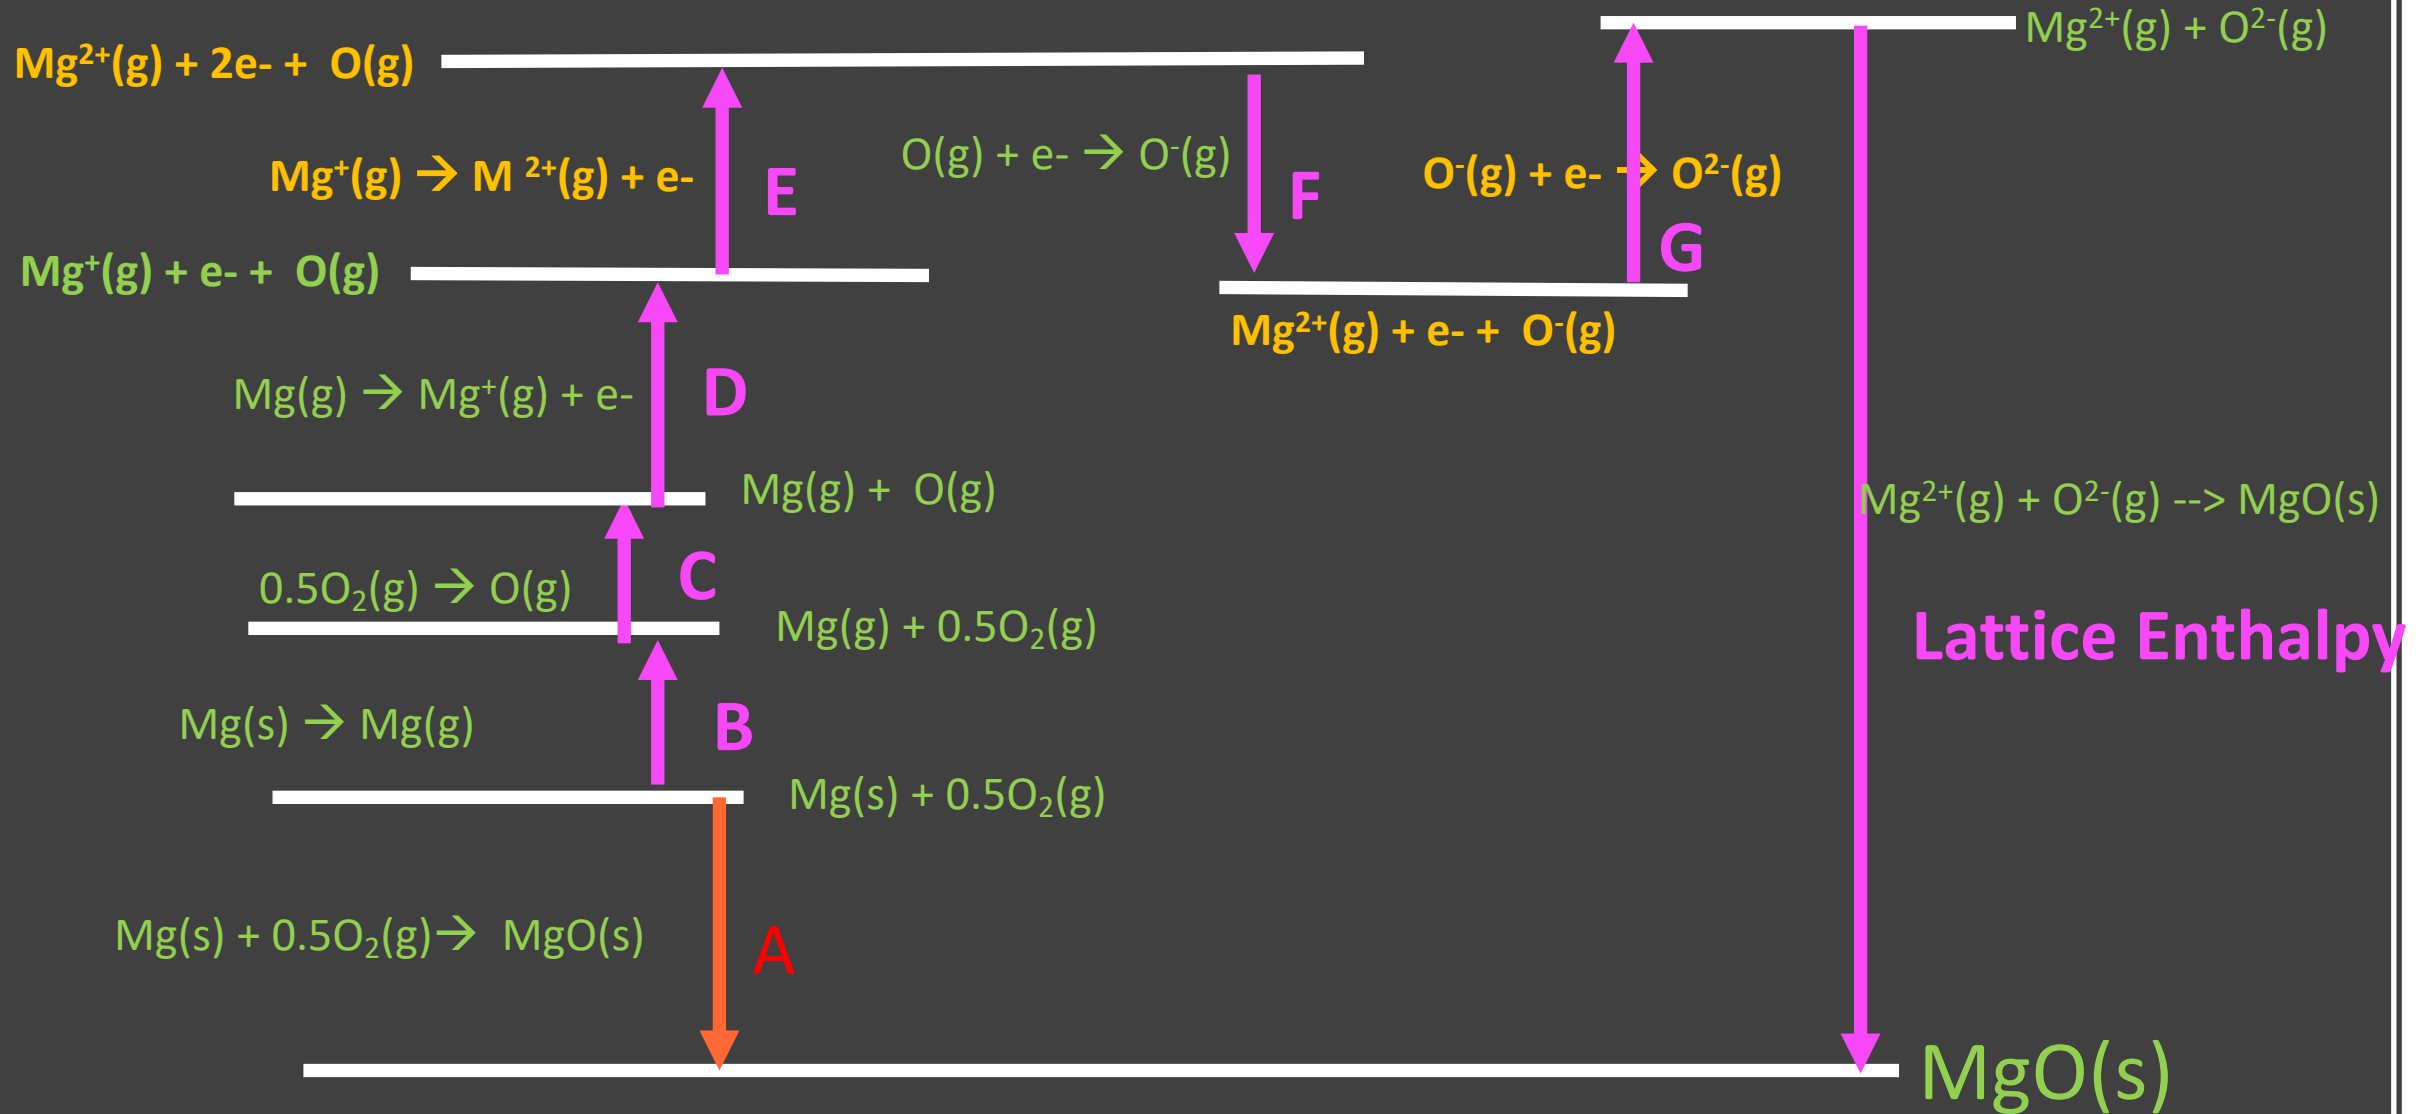 Mg²⁺(g) + O²⁻(g)
Mg²⁺(g) + 2e- + O(g)
O(g) + e- → O⁻(g)
Mg⁺(g) → M ²⁺(g) + e-
E
F
O⁻(g) + e- → O²⁻(g)
G
Mg⁺(g) + e- + O(g)
Mg²⁺(g) + e- + O⁻(g)
Mg(g) → Mg⁺(g) + e-
D
Mg(g) + O(g)
Mg²⁺(g) + O²⁻(g) --> MgO(s)
0.5O₂(g) → O(g)
C
Mg(g) + 0.5O₂(g)
Lattice Enthalpy
Mg(s) → Mg(g)
B
Mg(s) + 0.5O₂(g)
Mg(s) + 0.5O₂(g)→ MgO(s)
A
MgO(s)